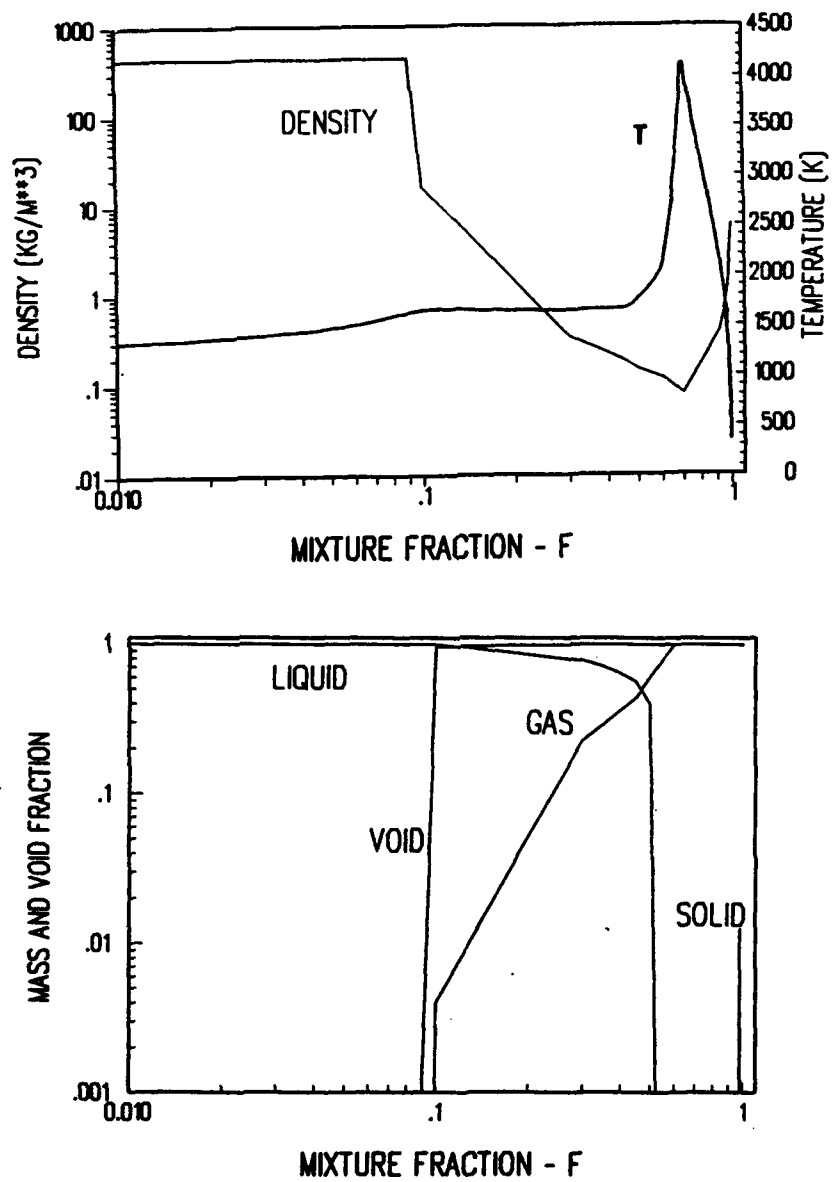 1000
100
10
1
.1
.01
DENSITY (KG/M**3)
DENSITY
T
4500
4000
3500
3000
2500
2000
1500
1000
500
0
TEMPERATURE (K)
0.010
.1
1
MIXTURE FRACTION - F
1
.1
.01
.001
MASS AND VOID FRACTION
LIQUID
GAS
VOID
SOLID
0.010
.1
1
MIXTURE FRACTION - F